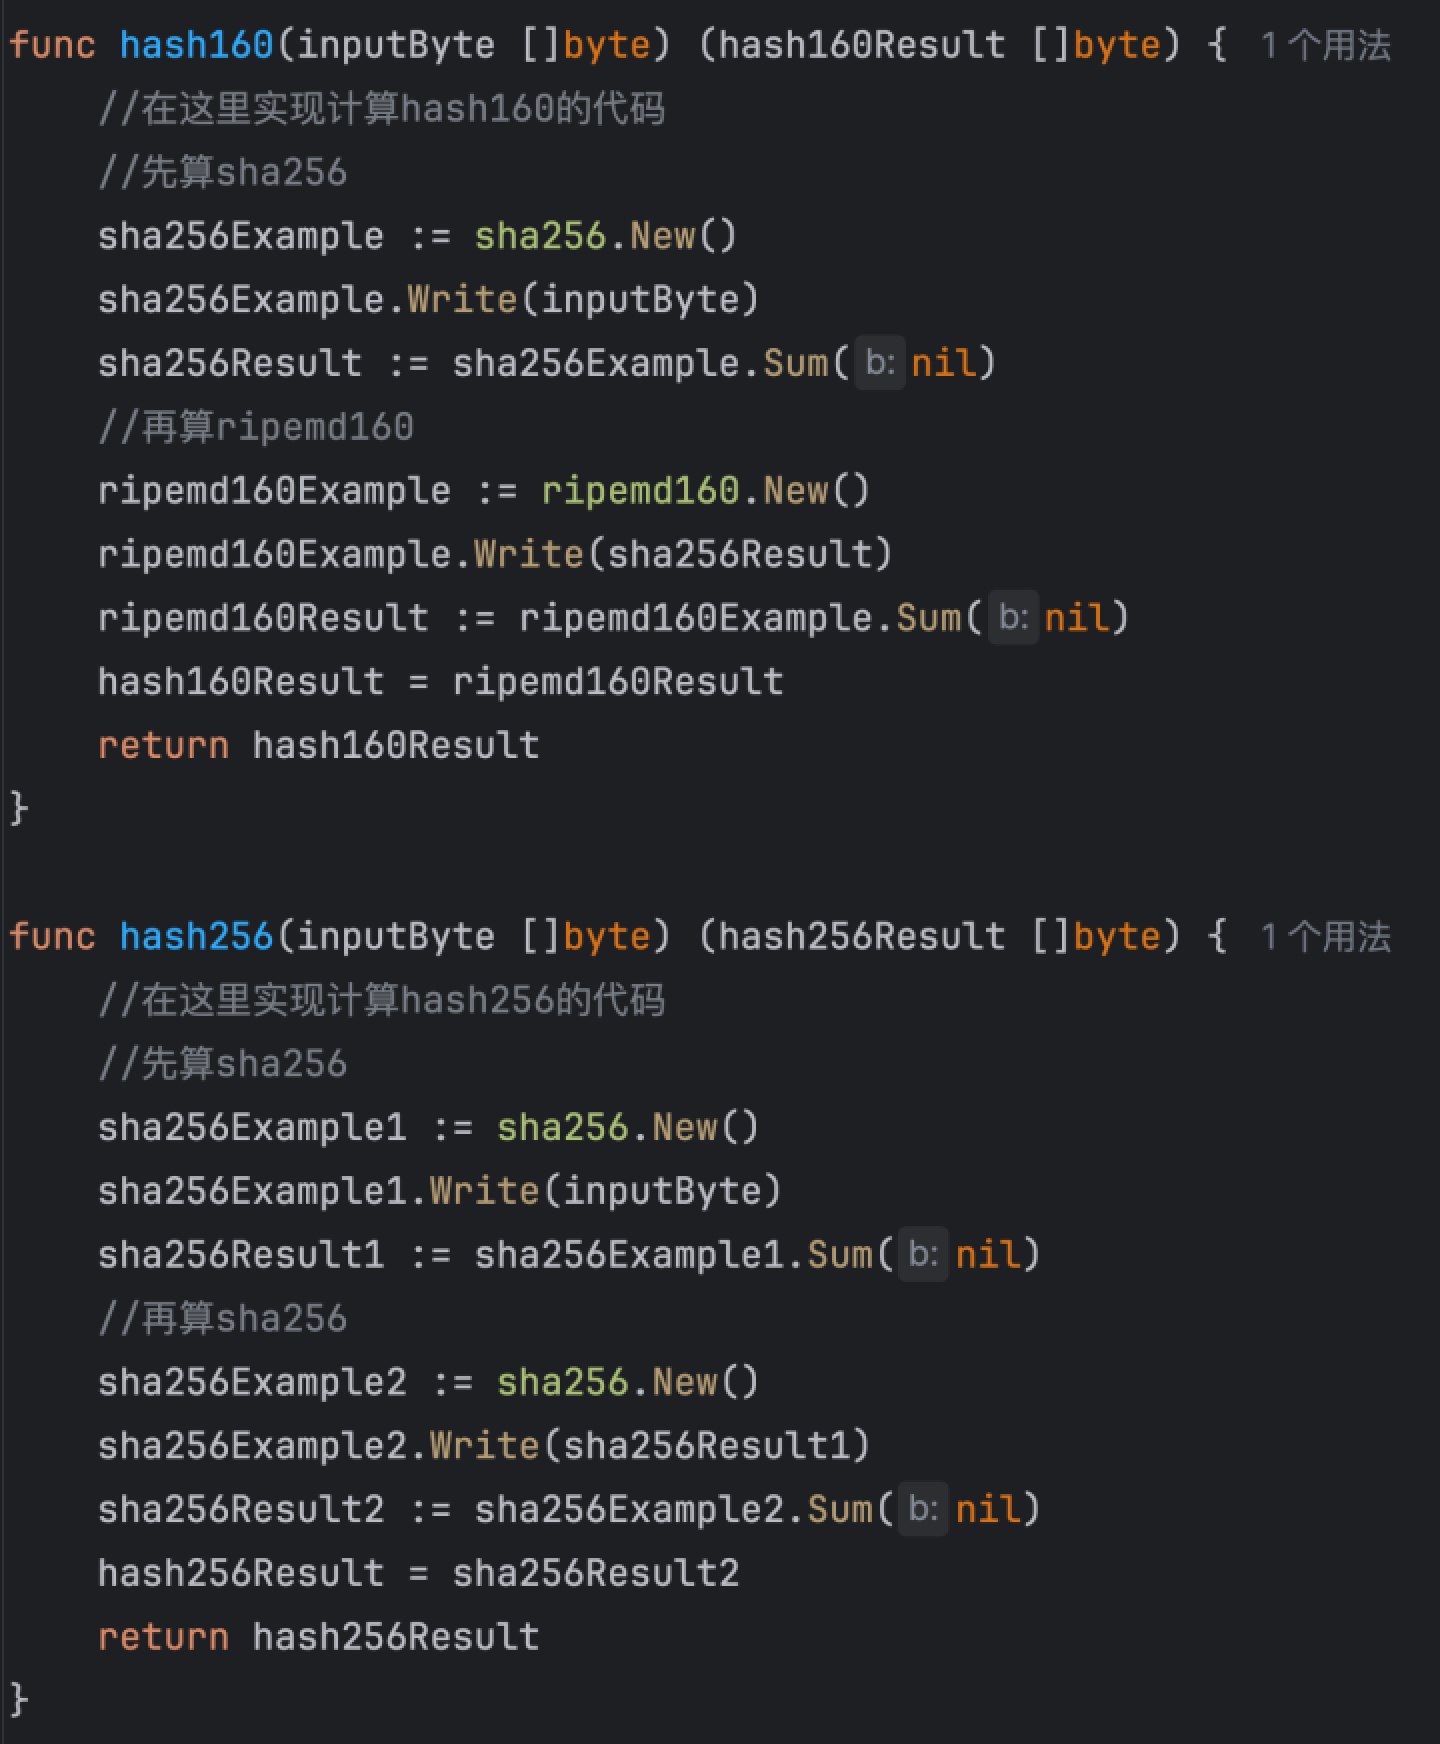 func hash160(inputByte []byte) (hash160Result []byte) { 1个用法
//在这里实现计算hash160的代码
//先算sha256
sha256Example := sha256.New()
sha256Example.Write(inputByte)
sha256Result := sha256Example.Sum( b: nil)
//再算ripemd160
ripemd160Example := ripemd160.New()
ripemd160Example.Write(sha256Result)
ripemd160Result := ripemd160Example.Sum( b: nil)
hash160Result = ripemd160Result
return hash160Result
}
func hash256(inputByte []byte) (hash256Result []byte) { 1个用法
//在这里实现计算hash256的代码
//先算sha256
sha256Example1 := sha256.New()
sha256Example1.Write(inputByte)
sha256Result1 := sha256Example1.Sum( b: nil)
//再算sha256
sha256Example2 := sha256.New()
sha256Example2.Write(sha256Result1)
sha256Result2 := sha256Example2.Sum( b: nil)
hash256Result = sha256Result2
return hash256Result
}